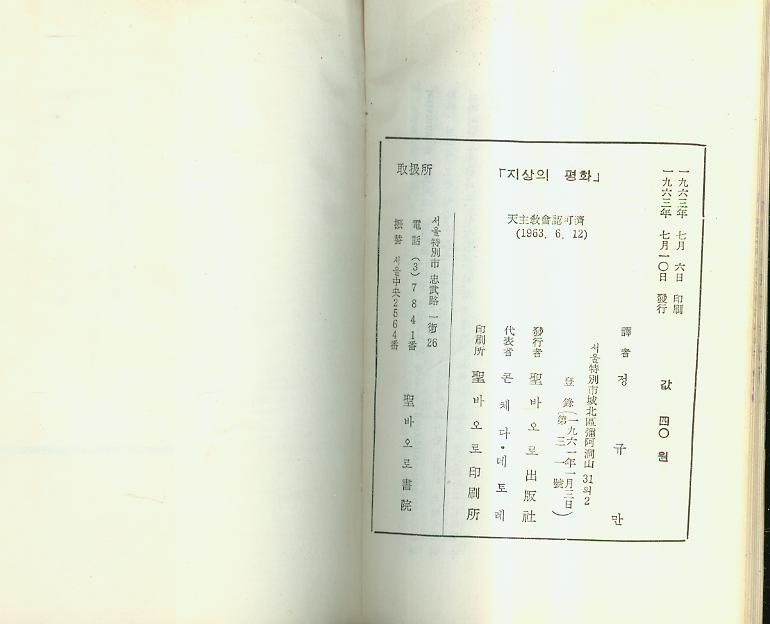 「지상의 평화」
天主教會認可濟
(1963. 6. 12)
一九六三年 七月 六日 印刷
一九六三年 七月一〇日 發行
값 四〇원
譯者 정규만
서울特別市城北區彌阿洞山 31의 2
登錄(一九六一年一月三日 第三一號)
發行者 聖바오로出版社
代表者 콘체다·데토레
印刷所 聖바오로印刷所
取扱所
서울特別市 忠武路 一街 26
電話 (3) 7841番
振替 서울中央2564番
聖바오로書院